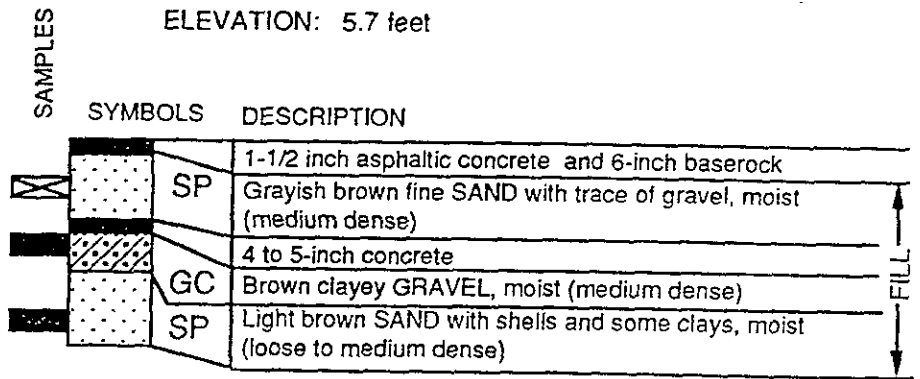 ELEVATION: 5.7 feet
SAMPLES
SYMBOLS DESCRIPTION
1-1/2 inch asphaltic concrete and 6-inch baserock
SP Grayish brown fine SAND with trace of gravel, moist
(medium dense)
4 to 5-inch concrete
GC Brown clayey GRAVEL, moist (medium dense)
SP Light brown SAND with shells and some clays, moist
(loose to medium dense)
FILL